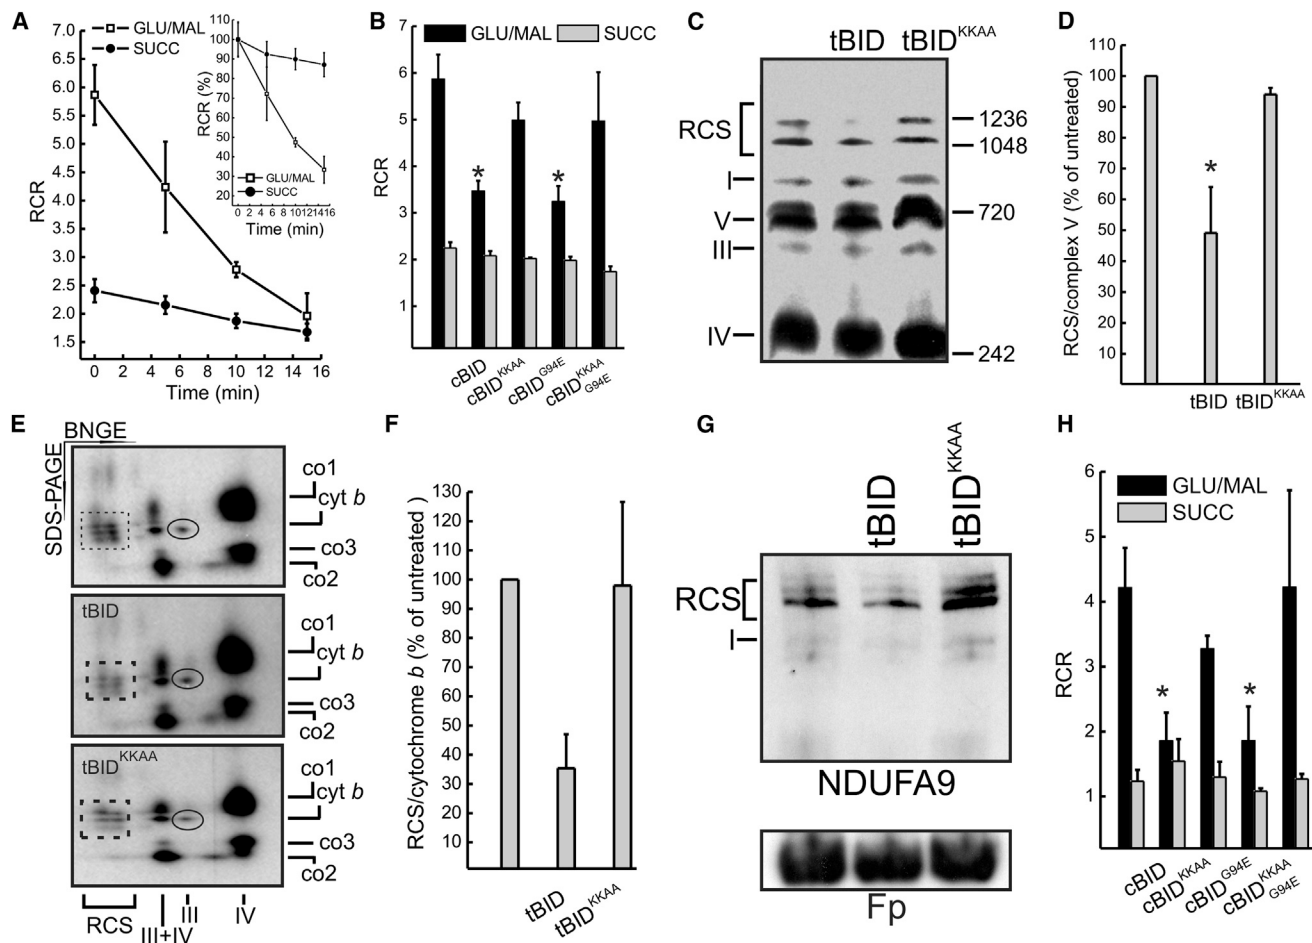 A
GLU/MAL
SUCC
7.0
6.5
6.0
5.5
5.0
4.5
4.0
3.5
3.0
2.5
2.0
1.5
RCR
0 2 4 6 8 10 12 14 16
Time (min)
110
100
90
80
70
60
50
40
30
20
10
RCR (%)
GLU/MAL
SUCC
0 2 4 6 8 10 12 14 16
Time (min)
B
GLU/MAL SUCC
7
6
5
4
3
2
1
RCR
* *
cBID
cBID^KKAA
cBID^G94E
cBID^KKAA G94E
C
tBID tBID^KKAA
RCS
I
V
III
IV
1236
1048
720
242
D
110
100
90
80
70
60
50
40
30
20
10
RCS/complex V (% of untreated)
*
tBID tBID^KKAA
E
BNGE
SDS-PAGE
co1
cyt b
co3
co2
tBID
co1
cyt b
co3
co2
tBID^KKAA
co1
cyt b
co3
co2
RCS
III+IV
III
IV
F
130
120
110
100
90
80
70
60
50
40
30
20
10
RCS/cytochrome b (% of untreated )
tBID
tBID^KKAA
G
tBID
tBID^KKAA
RCS
I
NDUFA9
Fp
H
GLU/MAL
SUCC
6
5
4
3
2
1
RCR
* *
cBID
cBID^KKAA
cBID^G94E
cBID^KKAA G94E